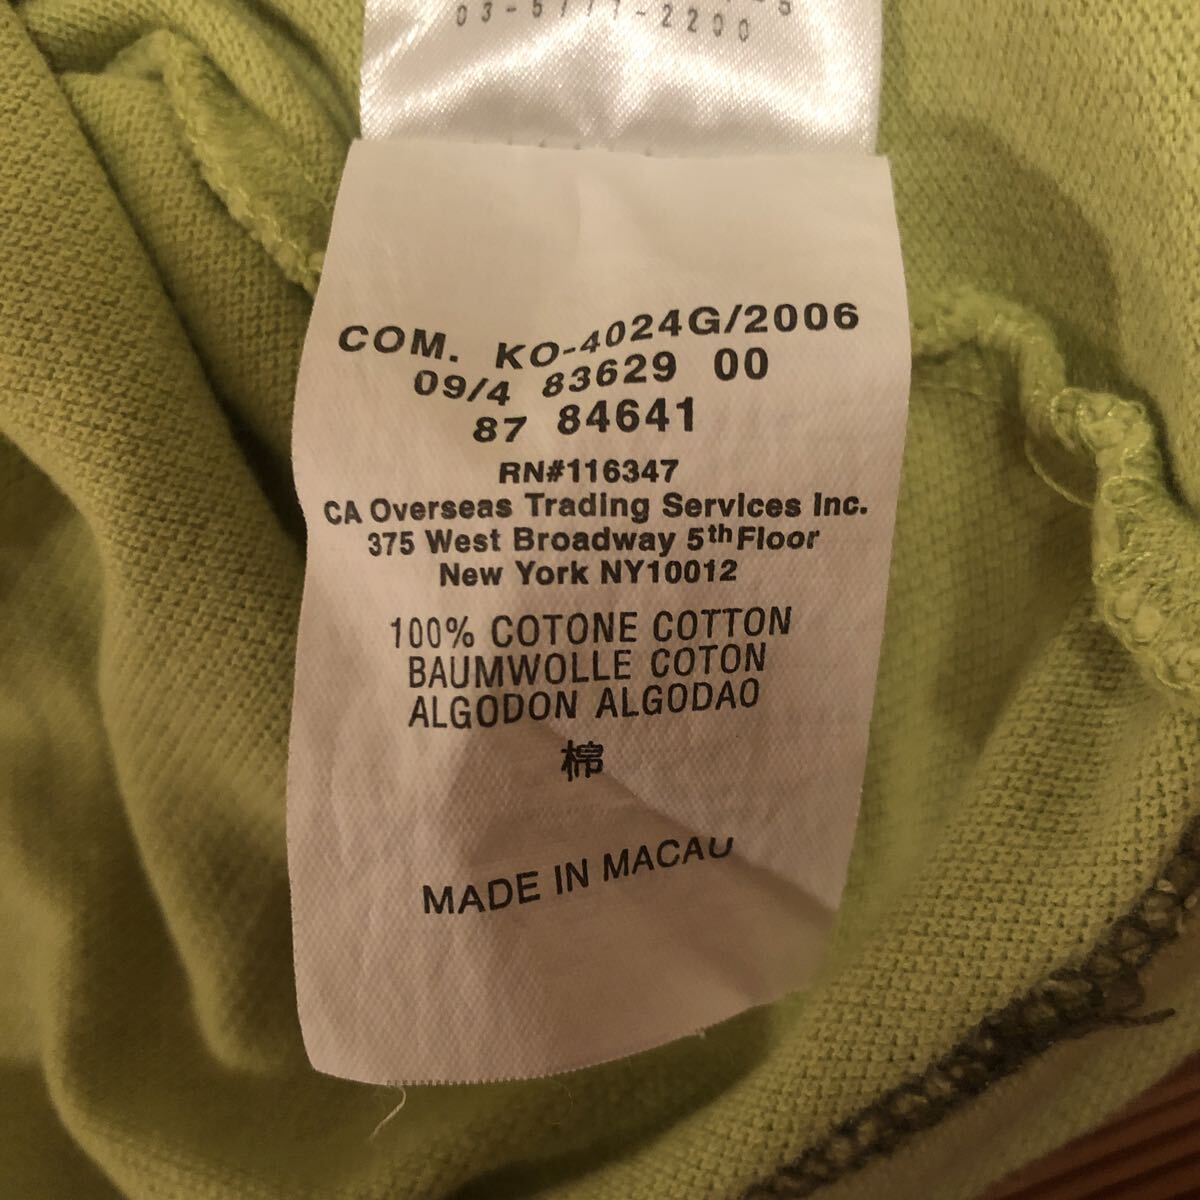 2200
COM. KO-4024G/2006
09/4 83629 00
87 84641
RN#116347
CA Overseas Trading Services Inc.
375 West Broadway 5th Floor
New York NY10012
100% COTONE COTTON
BAUMWOLLE COTON
ALGODON ALGODAO
棉
MADE IN MACAU